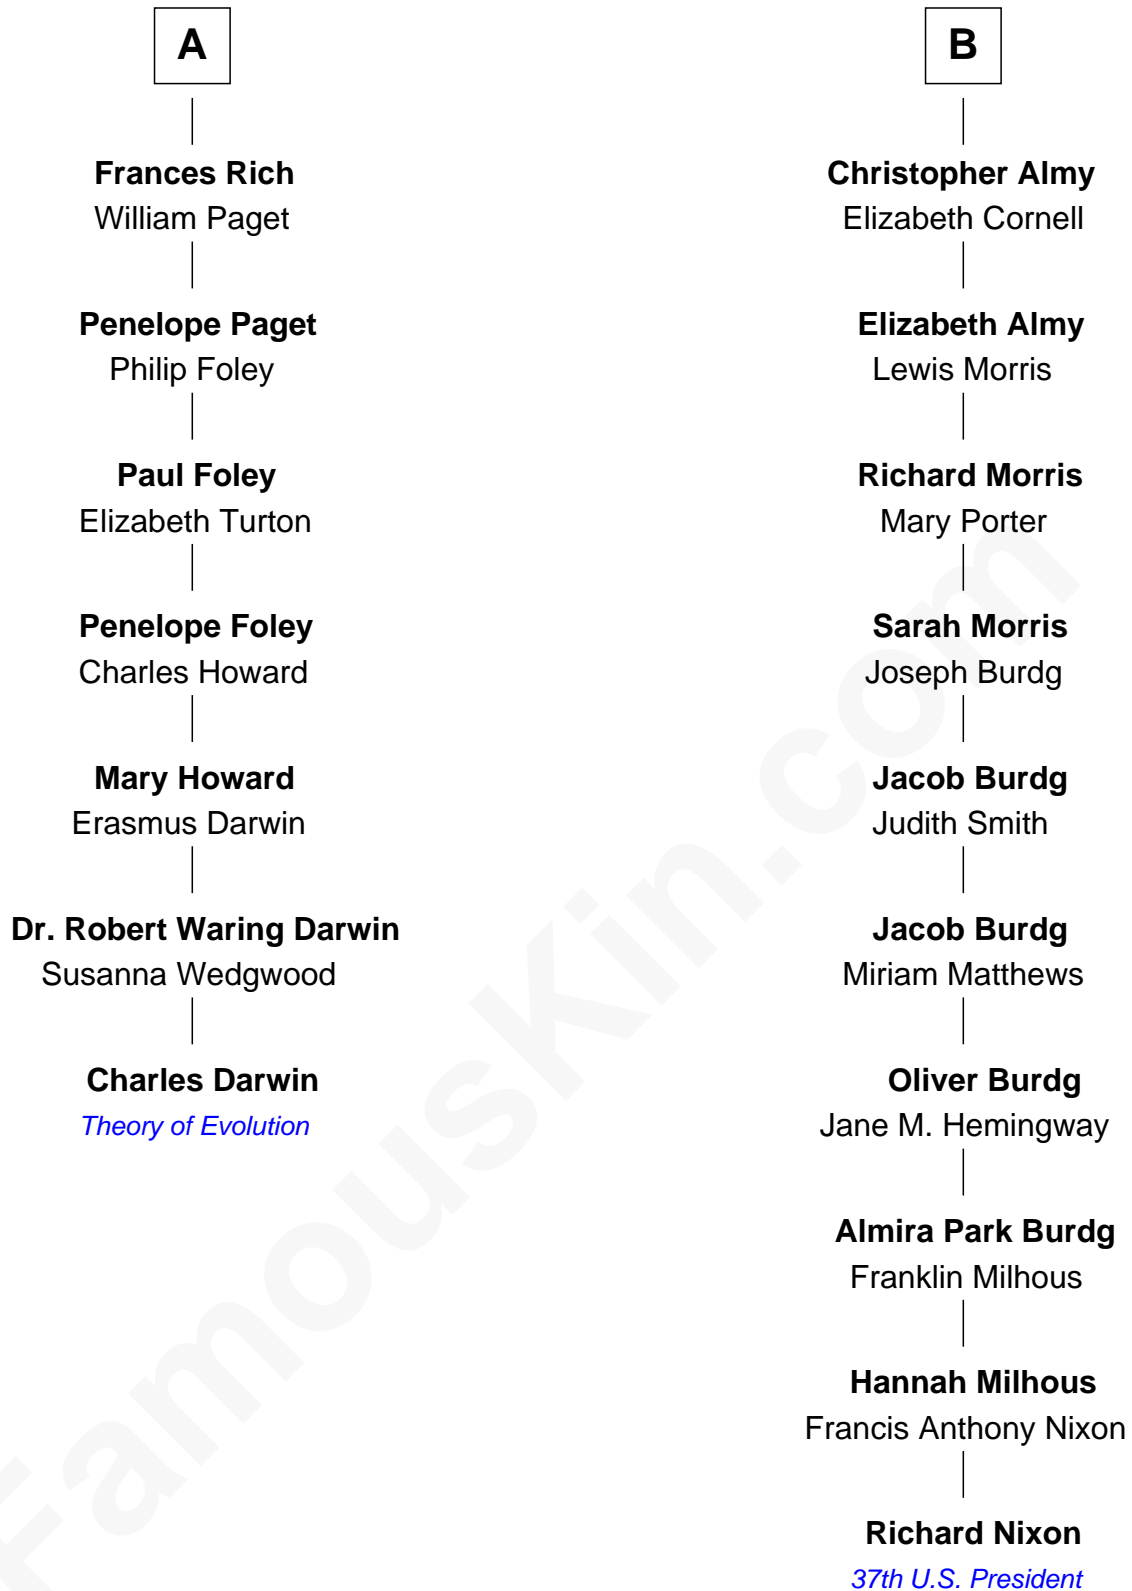 A
Frances Rich
William Paget
Penelope Paget
Philip Foley
Paul Foley
Elizabeth Turton
Penelope Foley
Charles Howard
Mary Howard
Erasmus Darwin
Dr. Robert Waring Darwin
Susanna Wedgwood
Charles Darwin
Theory of Evolution
B
Christopher Almy
Elizabeth Cornell
Elizabeth Almy
Lewis Morris
Richard Morris
Mary Porter
Sarah Morris
Joseph Burdg
Jacob Burdg
Judith Smith
Jacob Burdg
Miriam Matthews
Oliver Burdg
Jane M. Hemingway
Almira Park Burdg
Franklin Milhous
Hannah Milhous
Francis Anthony Nixon
Richard Nixon
37th U.S. President
FamousKin.com